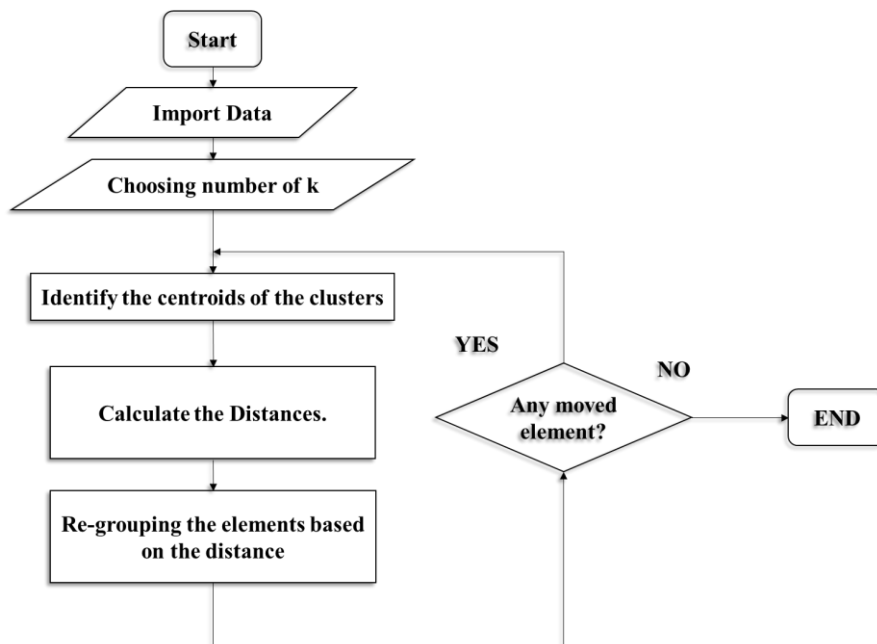 Start
Import Data
Choosing number of k
Identify the centroids of the clusters
Calculate the Distances.
Re-grouping the elements based
on the distance
YES
Any moved
element?
NO
END